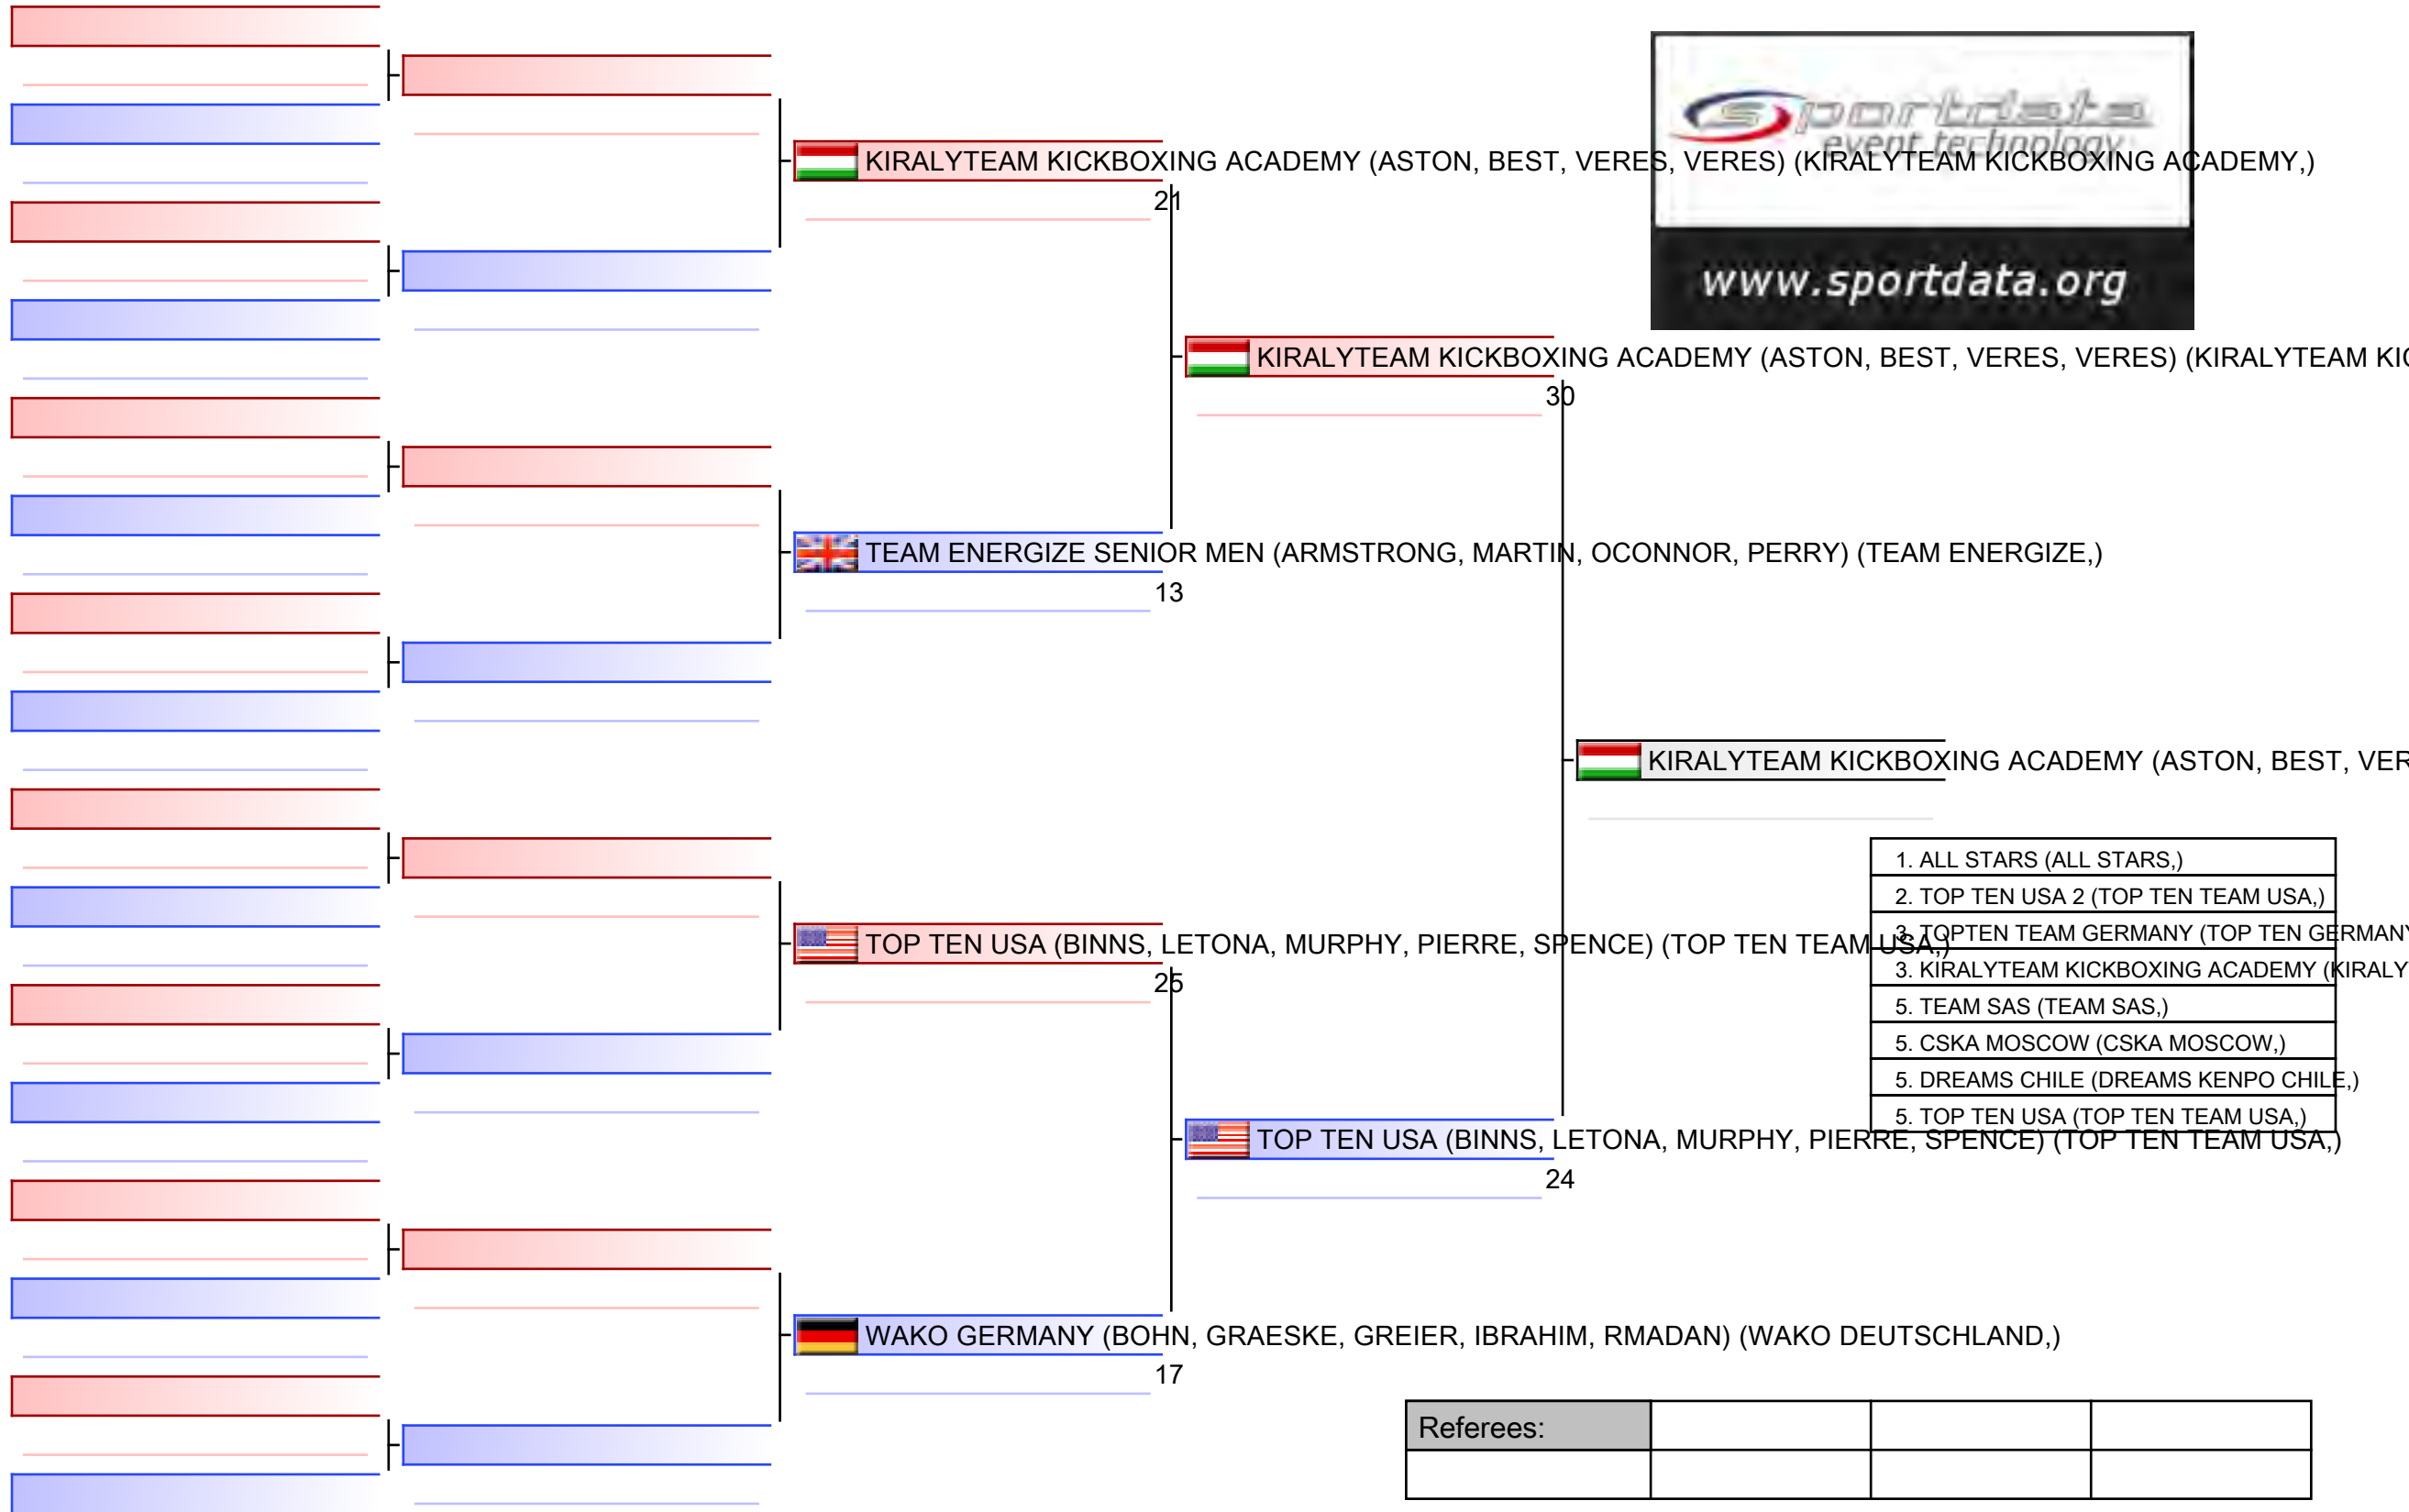 sportdata
event technology
www.sportdata.org
KIRALYTEAM KICKBOXING ACADEMY (ASTON, BEST, VERES, VERES) (KIRALYTEAM KICKBOXING ACADEMY,)
21
KIRALYTEAM KICKBOXING ACADEMY (ASTON, BEST, VERES, VERES) (KIRALYTEAM KIC
30
TEAM ENERGIZE SENIOR MEN (ARMSTRONG, MARTIN, OCONNOR, PERRY) (TEAM ENERGIZE,)
13
KIRALYTEAM KICKBOXING ACADEMY (ASTON, BEST, VER
1. ALL STARS (ALL STARS,)
2. TOP TEN USA 2 (TOP TEN TEAM USA,)
3. TOPTEN TEAM GERMANY (TOP TEN GERMANY
3. KIRALYTEAM KICKBOXING ACADEMY (KIRALY
5. TEAM SAS (TEAM SAS,)
5. CSKA MOSCOW (CSKA MOSCOW,)
5. DREAMS CHILE (DREAMS KENPO CHILE,)
5. TOP TEN USA (TOP TEN TEAM USA,)
TOP TEN USA (BINNS, LETONA, MURPHY, PIERRE, SPENCE) (TOP TEN TEAM USA,)
25
TOP TEN USA (BINNS, LETONA, MURPHY, PIERRE, SPENCE) (TOP TEN TEAM USA,)
24
WAKO GERMANY (BOHN, GRAESKE, GREIER, IBRAHIM, RMADAN) (WAKO DEUTSCHLAND,)
17
Referees: